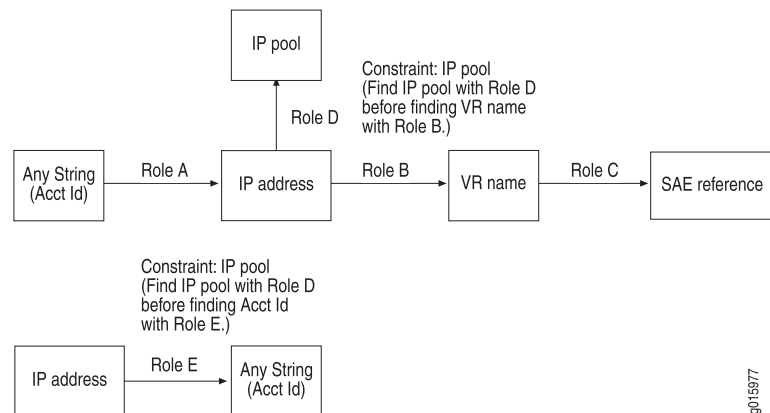 IP pool
Constraint: IP pool
(Find IP pool with Role D
before finding VR name
with Role B.)
Role D
Any String
(Acct Id)
Role A
IP address
Role B
VR name
Role C
SAE reference
Constraint: IP pool
(Find IP pool with Role D
before finding Acct Id
with Role E.)
IP address
Role E
Any String
(Acct Id)
g015977